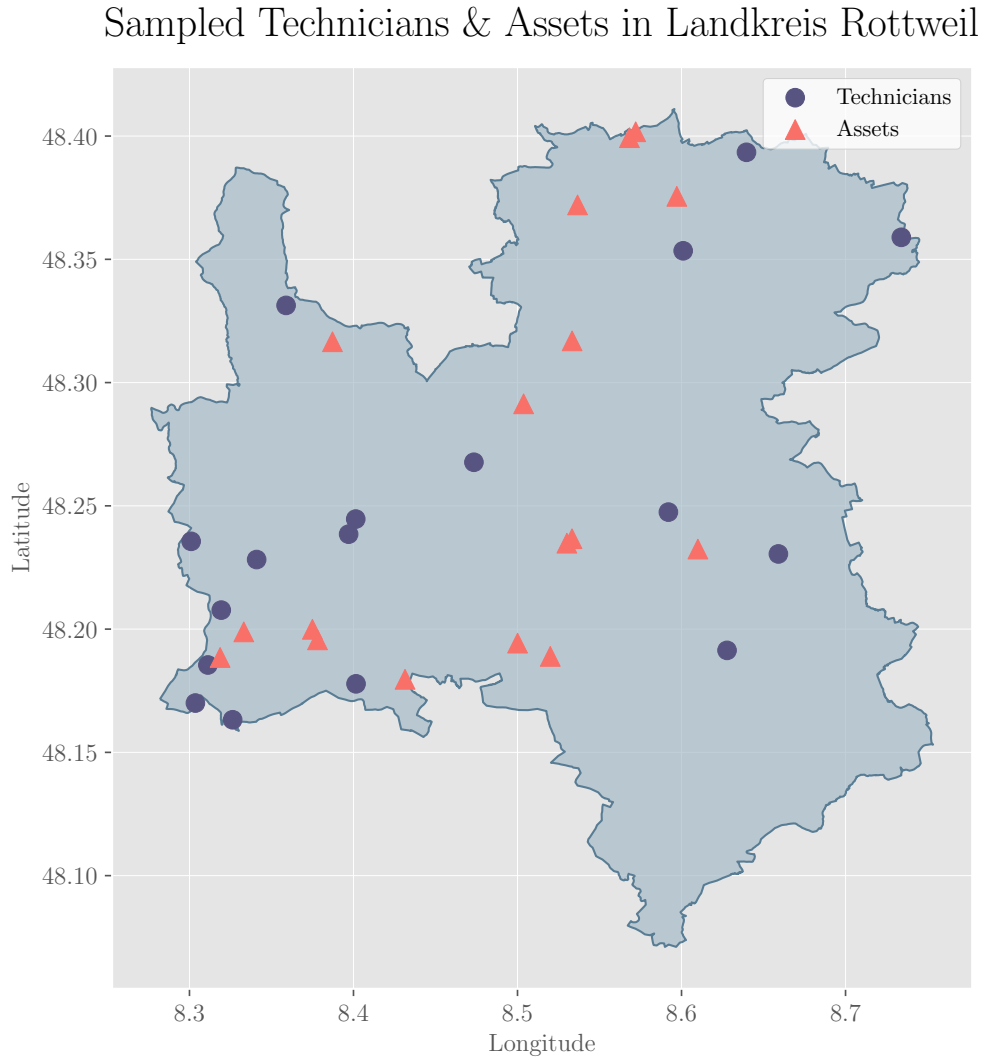 Sampled Technicians & Assets in Landkreis Rottweil
Technicians
Assets
48.40
48.35
48.30
48.25
48.20
48.15
48.10
Latitude
8.3 8.4 8.5 8.6 8.7
Longitude